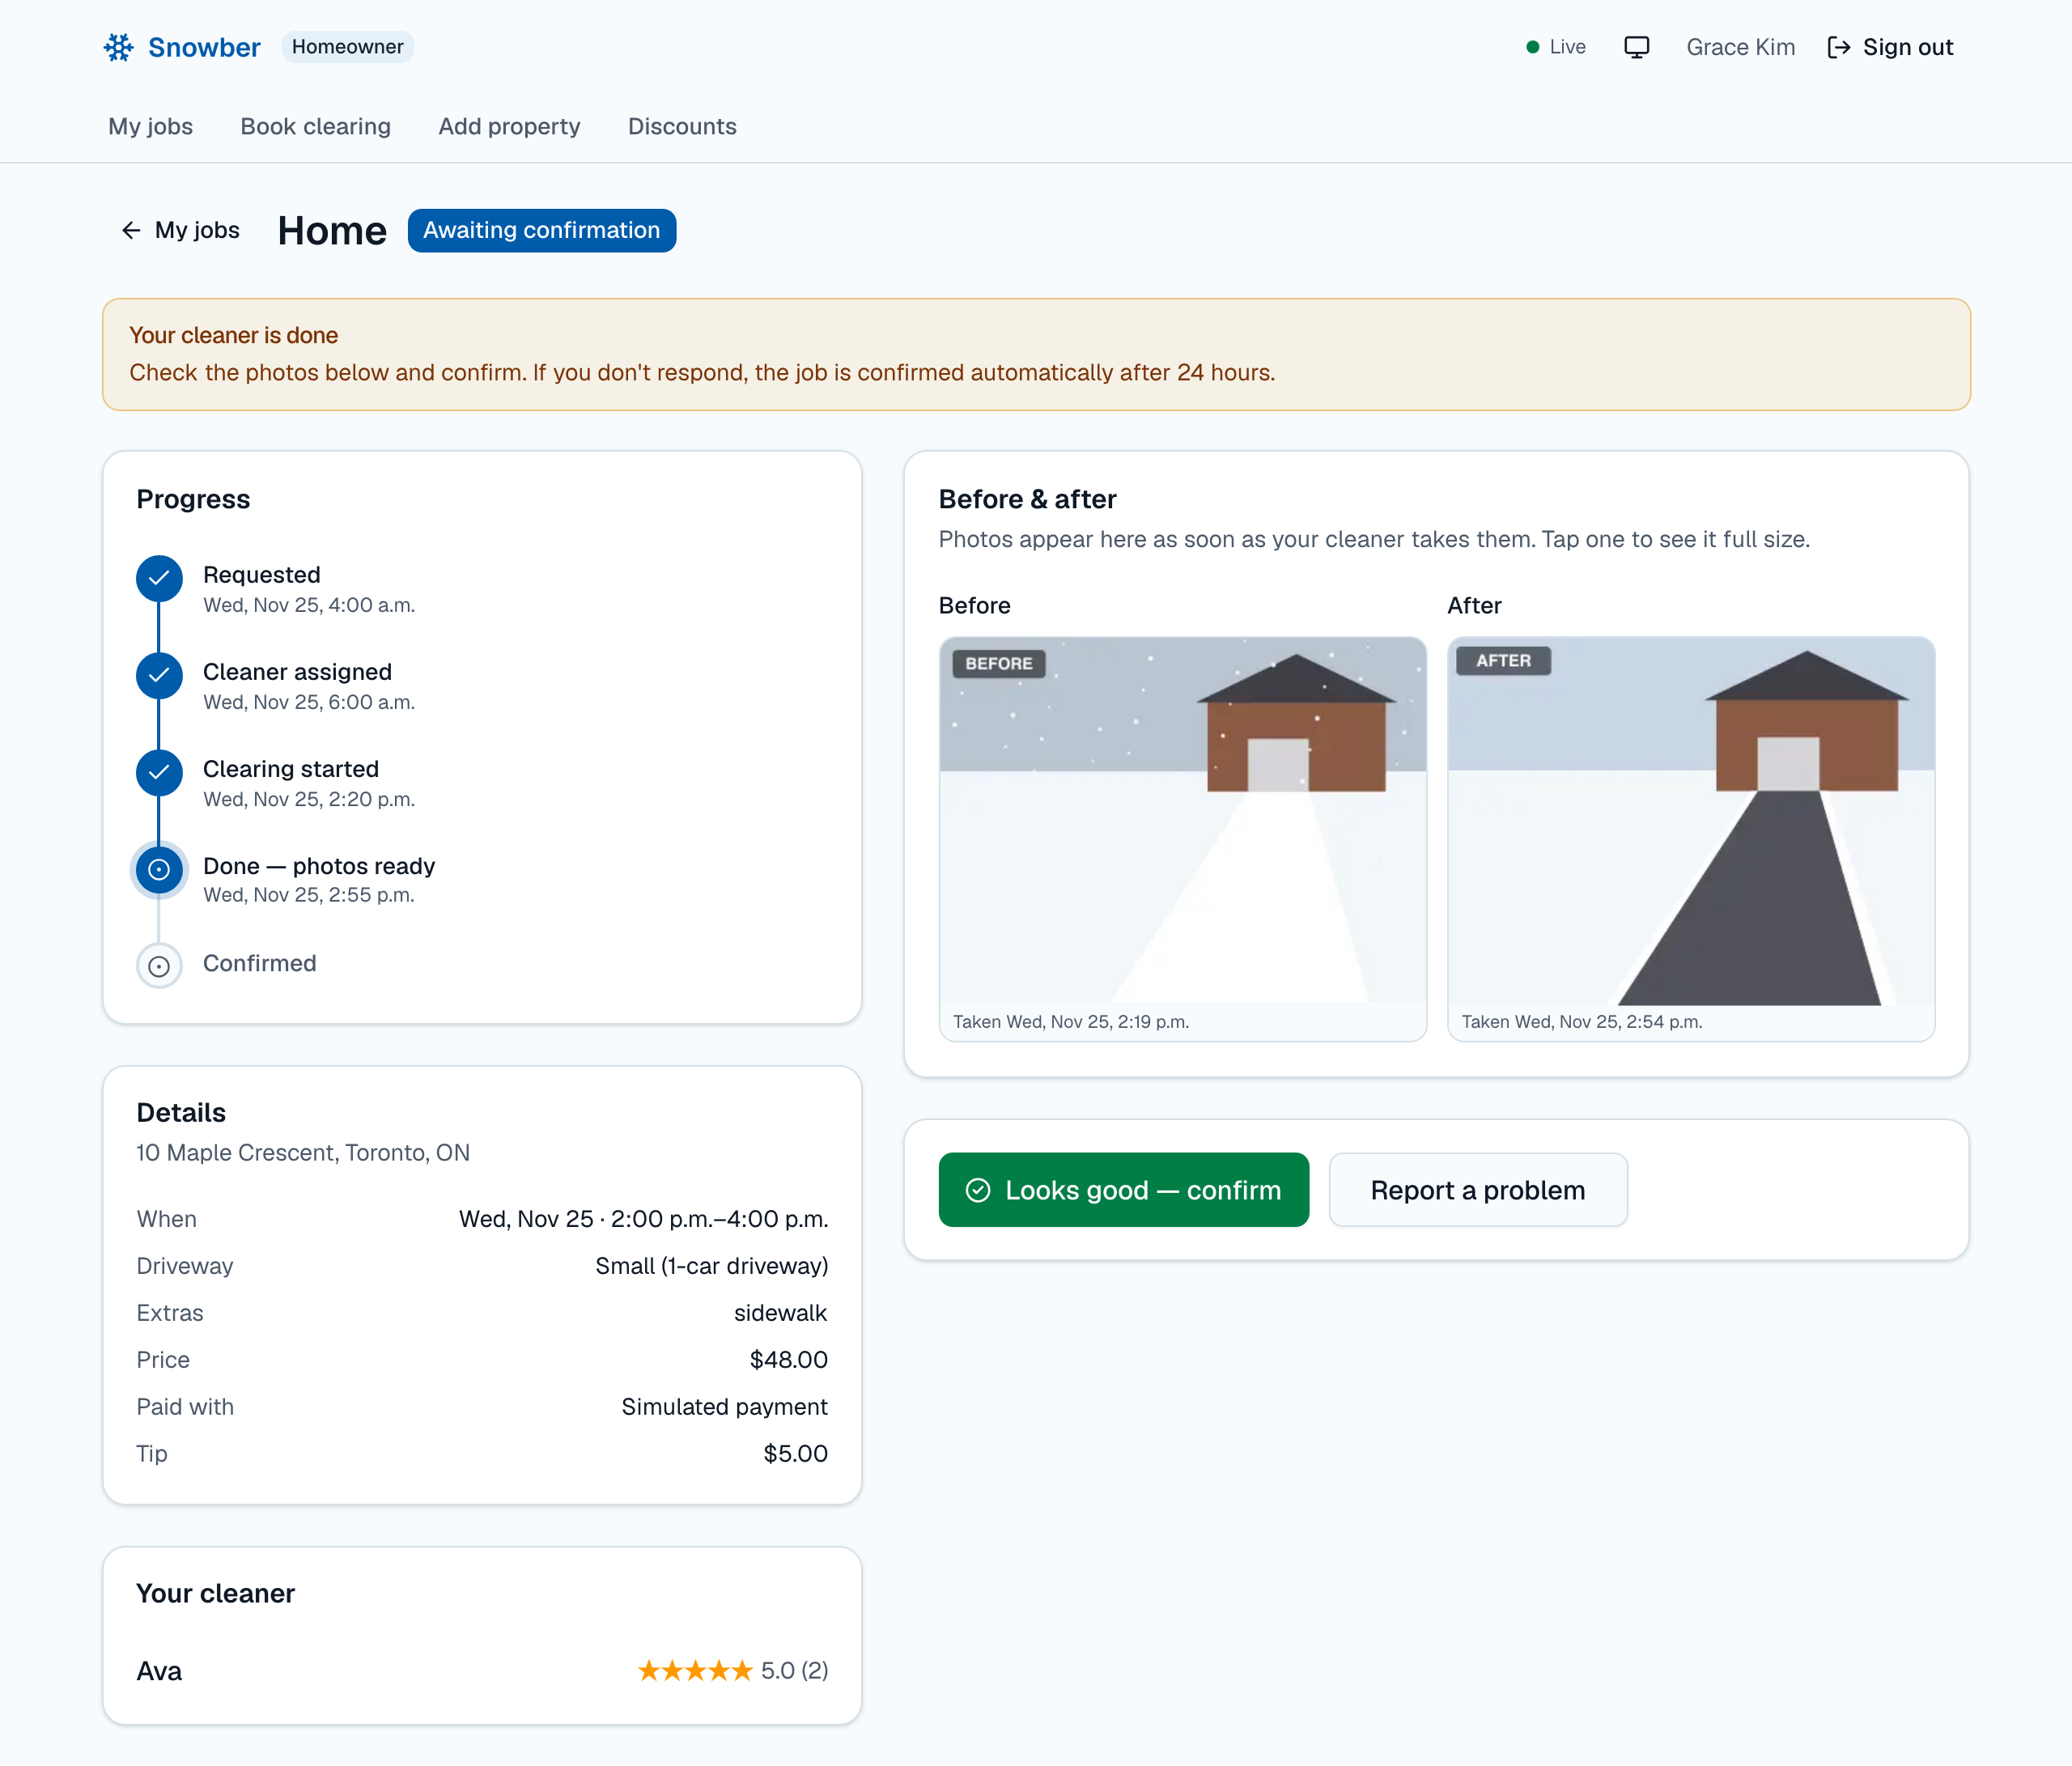 Snowber Homeowner
Live Grace Kim Sign out
My jobs Book clearing Add property Discounts
My jobs Home Awaiting confirmation
Your cleaner is done
Check the photos below and confirm. If you don't respond, the job is confirmed automatically after 24 hours.
Progress
Requested
Wed, Nov 25, 4:00 a.m.
Cleaner assigned
Wed, Nov 25, 6:00 a.m.
Clearing started
Wed, Nov 25, 2:20 p.m.
Done — photos ready
Wed, Nov 25, 2:55 p.m.
Confirmed
Details
10 Maple Crescent, Toronto, ON
When Wed, Nov 25 · 2:00 p.m.–4:00 p.m.
Driveway Small (1-car driveway)
Extras sidewalk
Price $48.00
Paid with Simulated payment
Tip $5.00
Your cleaner
Ava ★★★★★ 5.0 (2)
Before & after
Photos appear here as soon as your cleaner takes them. Tap one to see it full size.
Before After
BEFORE AFTER
Taken Wed, Nov 25, 2:19 p.m. Taken Wed, Nov 25, 2:54 p.m.
Looks good — confirm Report a problem